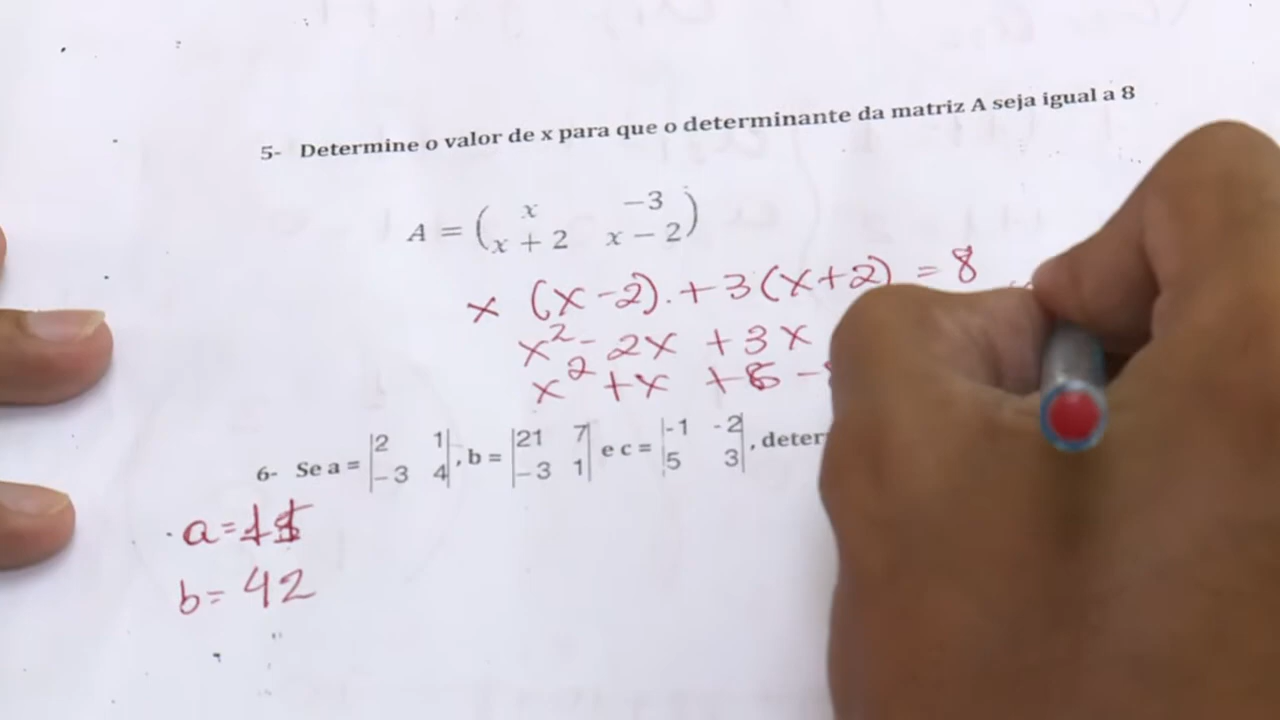 5- Determine o valor de x para que o determinante da matriz A seja igual a 8
A = ( x -3
x + 2 x - 2 )
x (x-2).+3(x+2) = 8
x²- 2x +3x
x² +x +6 -
6- Se a = |2 1| , b = |21 7| e c = |-1 -2| , deter
|-3 4| |-3 1| |5 3|
a=11
b= 42